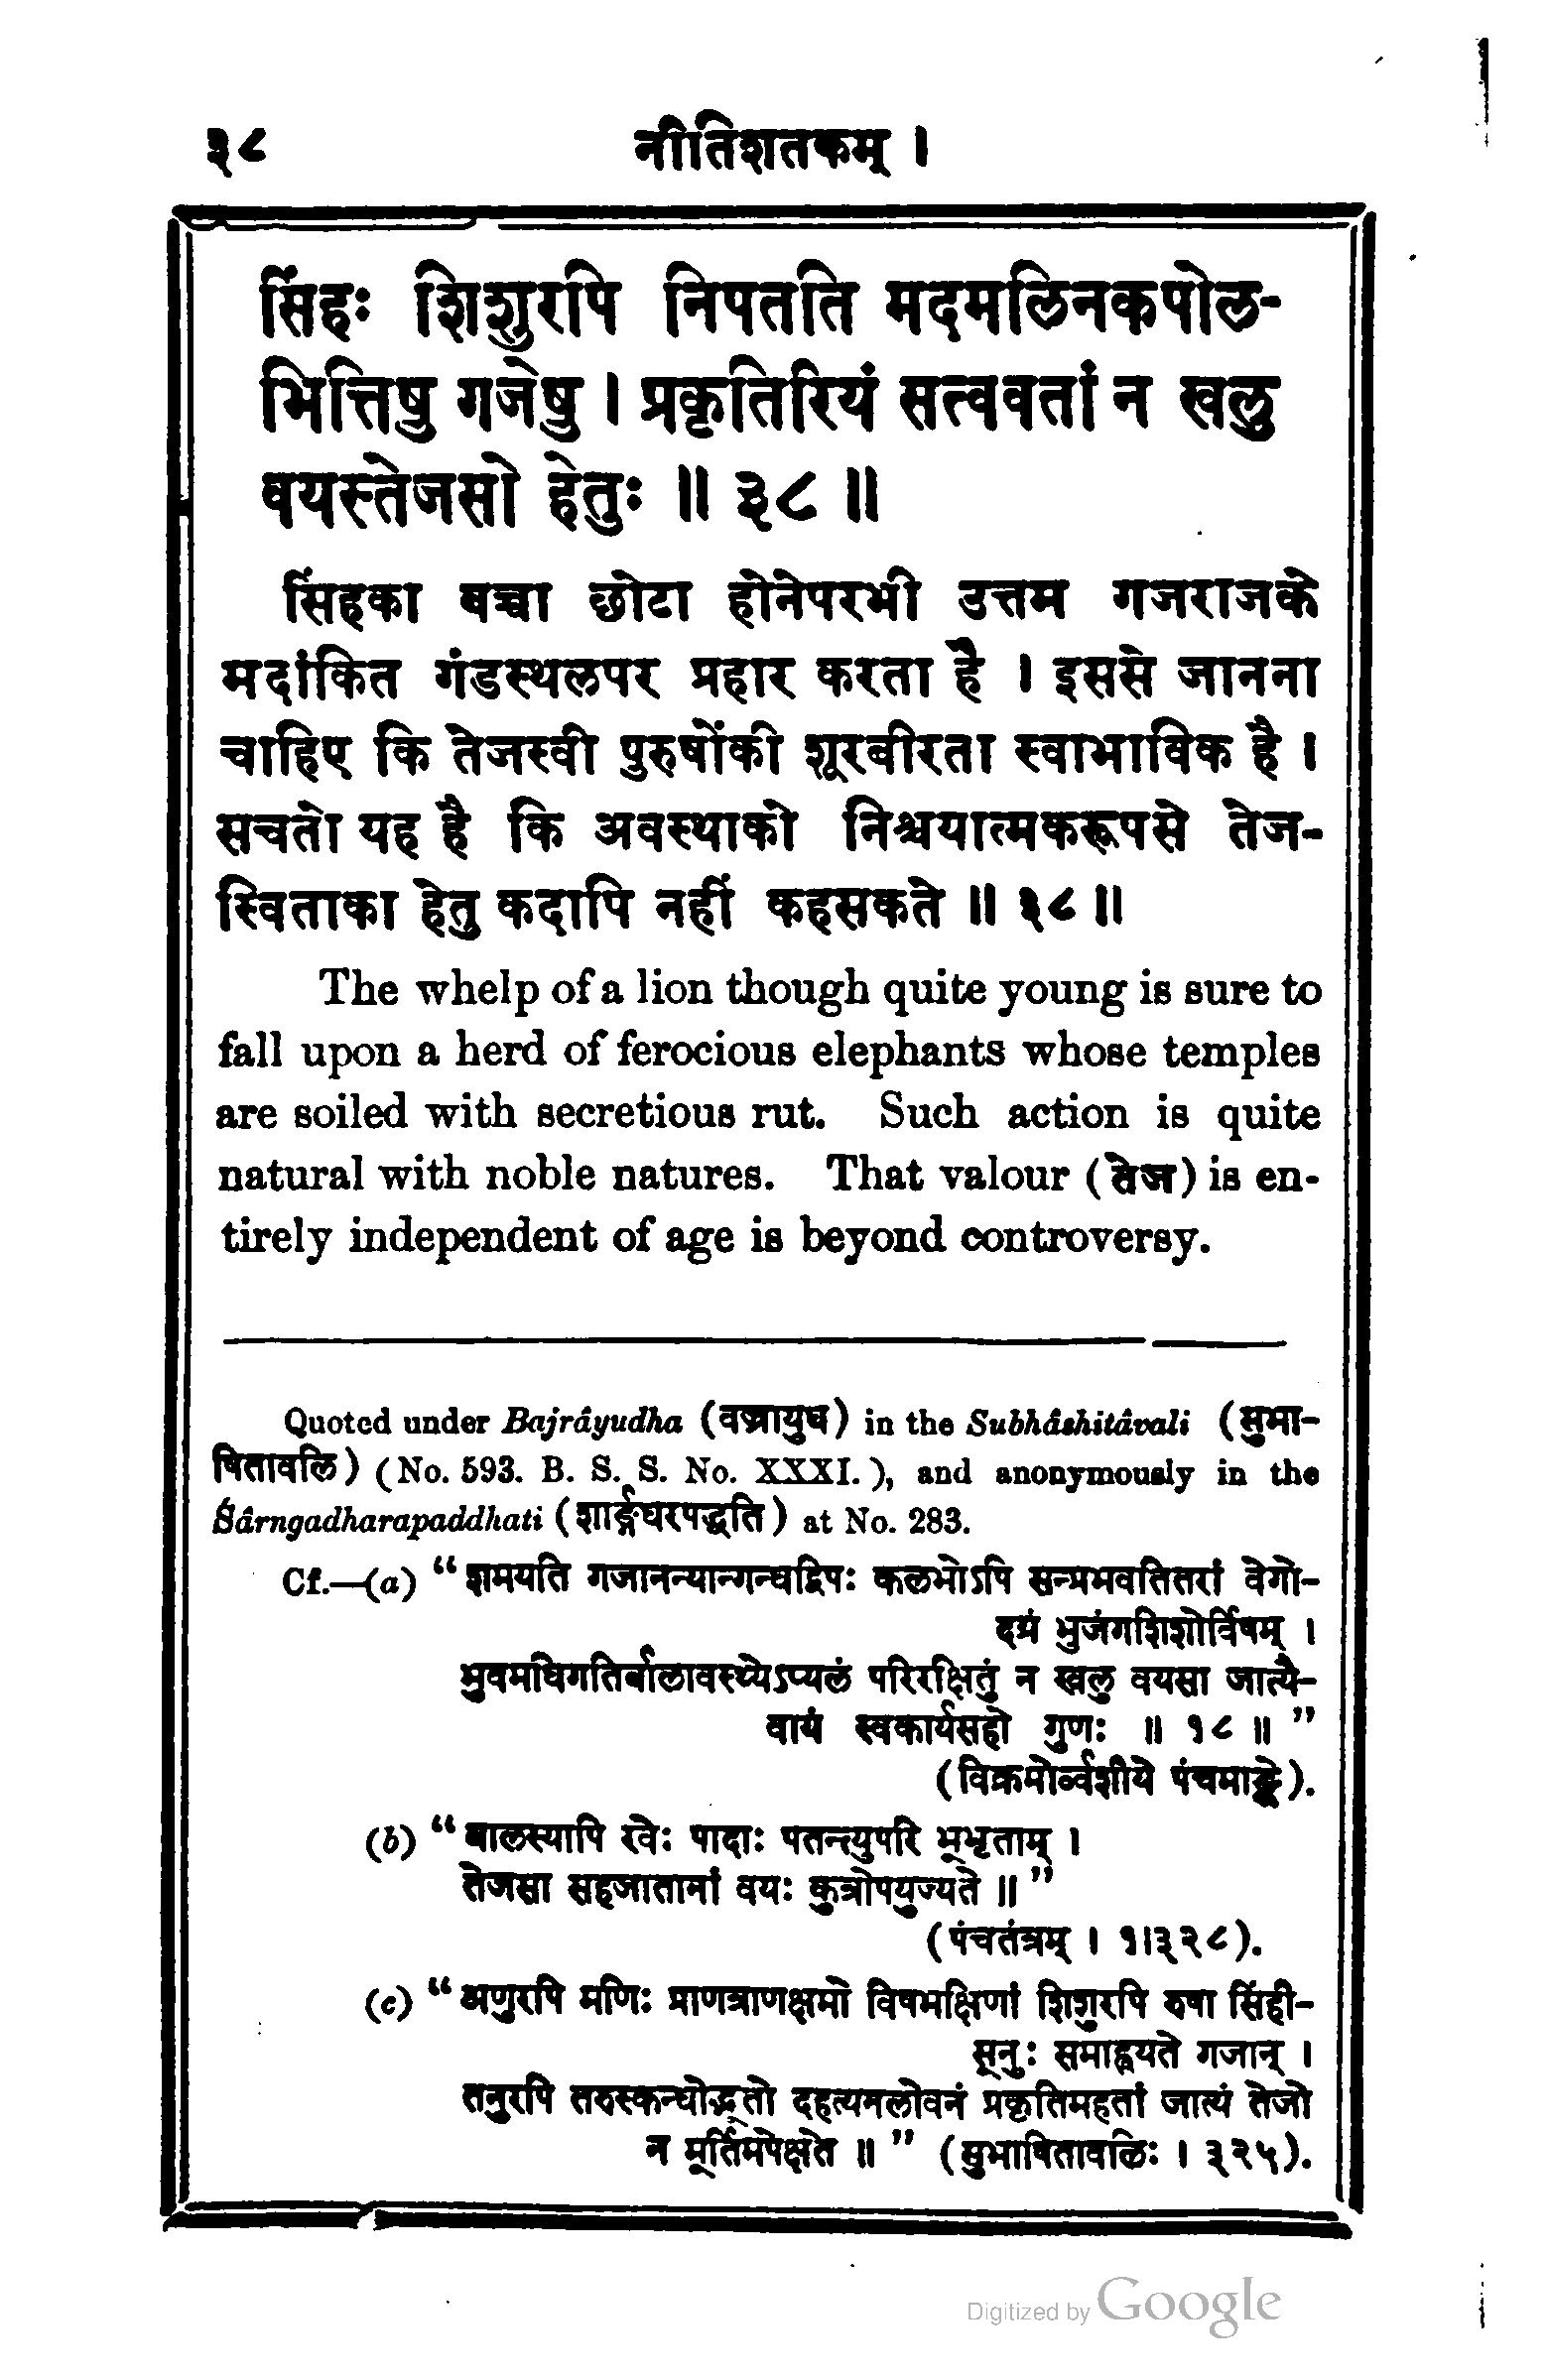 ३८ नीतिशतकम् ।
सिंहः शिशुरपि निपतति मदमलिनकपोल-
भित्तिषु गजेषु । प्रकृतिरियं सत्ववतां न खलु
वयस्तेजसो हेतुः ॥ ३८ ॥
सिंहका बच्चा छोटा होनेपरभी उत्तम गजराजके
मदांकित गंडस्थलपर प्रहार करता है । इससे जानना
चाहिए कि तेजस्वी पुरुषोंकी शूरवीरता स्वाभाविक है ।
सचतो यह है कि अवस्थाको निश्चयात्मकरूपसे तेज-
स्विताका हेतु कदापि नहीं कहसकते ॥ ३८ ॥
The whelp of a lion though quite young is sure to
fall upon a herd of ferocious elephants whose temples
are soiled with secretious rut. Such action is quite
natural with noble natures. That valour (तेज) is en-
tirely independent of age is beyond controversy.
Quoted under Bajrâyudha (वज्रायुध) in the Subhâshitâvali (सुभा-
षितावलि) (No. 593. B. S. S. No. XXXI.), and anonymously in the
Śârngadharapaddhati (शार्ङ्गधरपद्धति) at No. 283.
Cf.—(a) “शमयति गजानन्यान्गन्धद्विपः कलभोऽपि सन्प्रभवतितरां वेगो-
दग्रं भुजंगशिशोर्विषम् ।
भुवमधिगतिर्बालावस्थ्येऽप्यलं परिरक्षितुं न खलु वयसा जात्यै-
वायं स्वकार्यसहो गुणः ॥ १८ ॥”
(विक्रमोर्व्वशीये पंचमाङ्के).
(b) “बालस्यापि रवेः पादाः पतन्त्युपरि भूभृताम् ।
तेजसा सहजातानां वयः कुत्रोपयुज्यते ॥”
(पंचतंत्रम् । १।३२८).
(c) “अणुरपि मणिः प्राणत्राणक्षमो विषभक्षिणां शिशुरपि रुषा सिंही-
सूनुः समाह्वयते गजान् ।
तनुरपि तरुस्कन्धोद्भूतो दहत्यनलोवनं प्रकृतिमहतां जात्यं तेजो
न मूर्तिमपेक्षते ॥” (सुभाषितावलिः । ३२५).
Digitized by Google